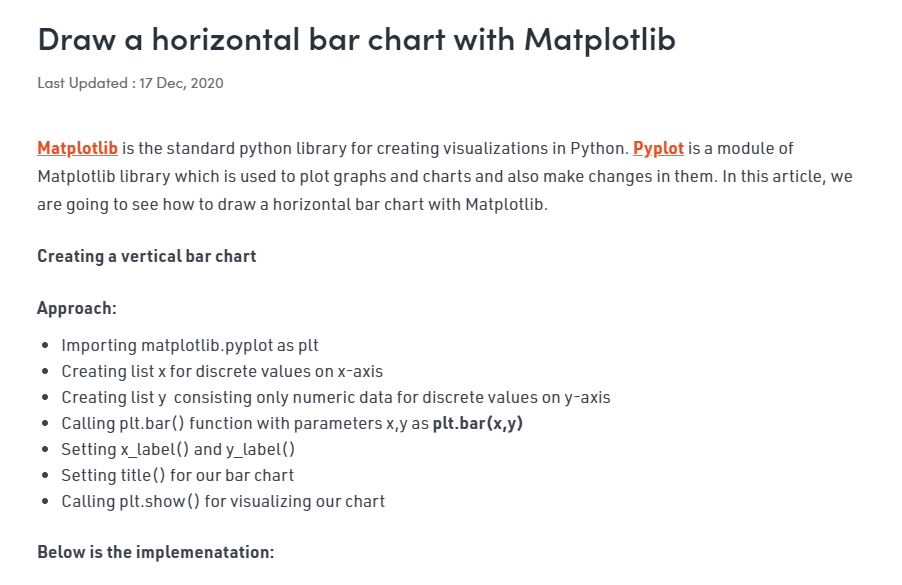 Draw a horizontal bar chart with Matplotlib
Last Updated : 17 Dec, 2020
Matplotlib is the standard python library for creating visualizations in Python. Pyplot is a module of
Matplotlib library which is used to plot graphs and charts and also make changes in them. In this article, we
are going to see how to draw a horizontal bar chart with Matplotlib.
Creating a vertical bar chart
Approach:
• Importing matplotlib.pyplot as plt
• Creating list x for discrete values on x-axis
• Creating list y  consisting only numeric data for discrete values on y-axis
• Calling plt.bar() function with parameters x,y as plt.bar(x,y)
• Setting x_label() and y_label()
• Setting title() for our bar chart
• Calling plt.show() for visualizing our chart
Below is the implemenatation: